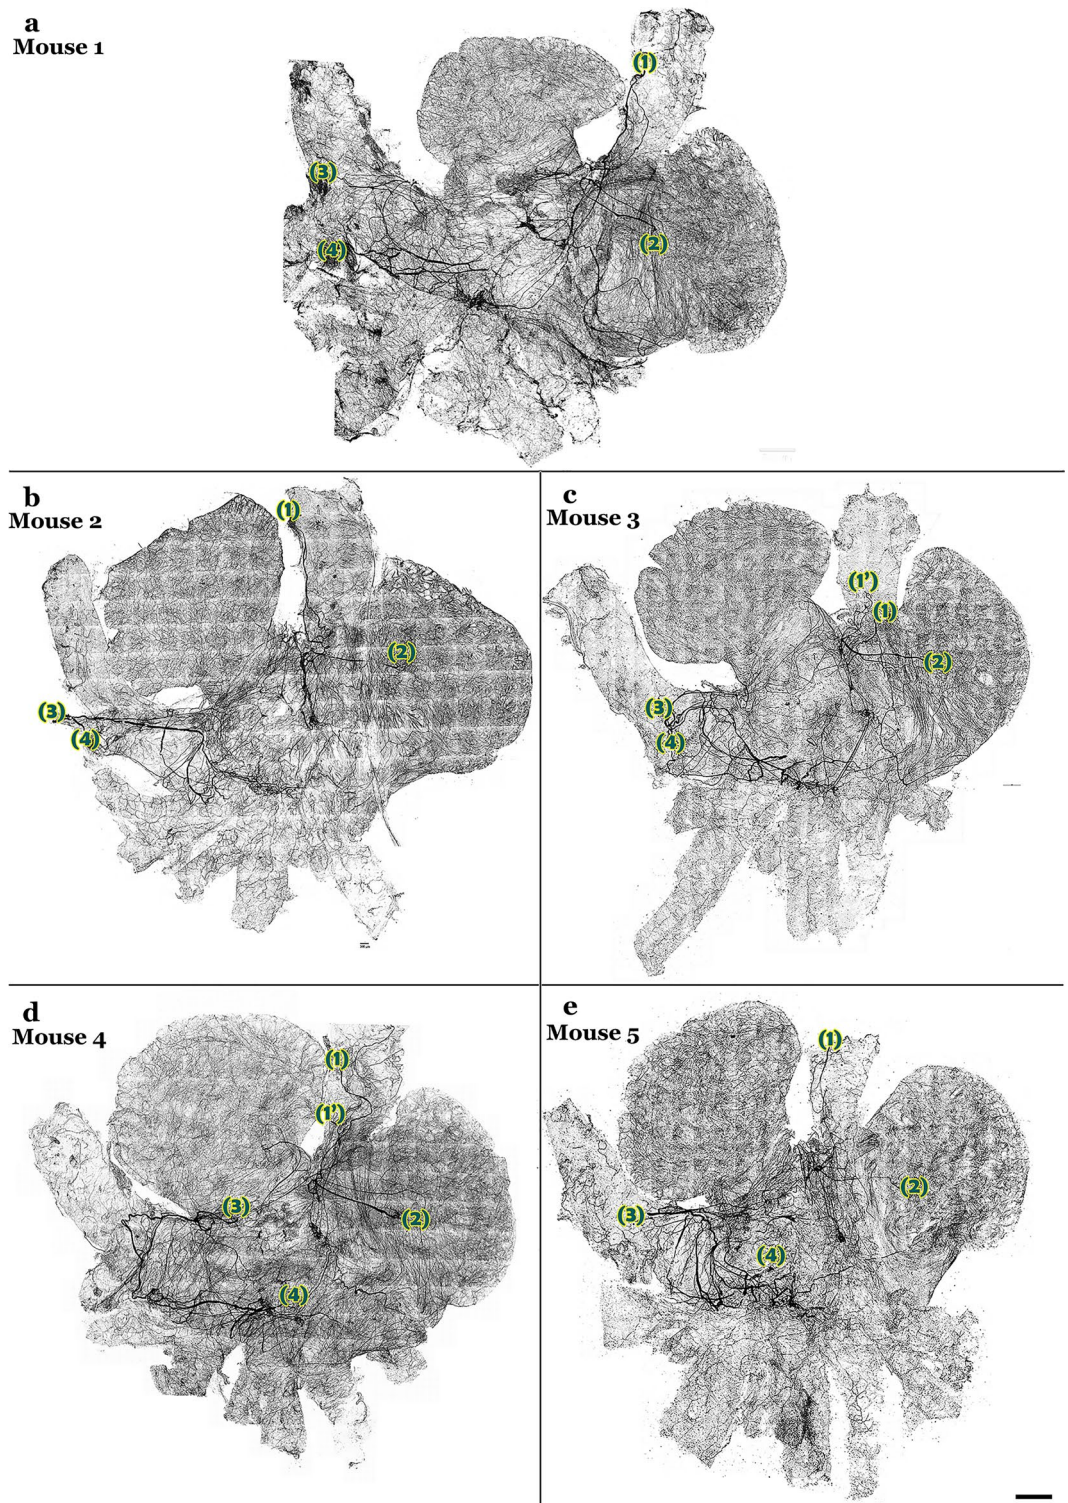 a
Mouse 1
(1)
(3)
(2)
(4)
b
Mouse 2
(1)
(2)
(3)
(4)
c
Mouse 3
(1’)
(1)
(2)
(3)
(4)
d
Mouse 4
(1)
(1’)
(3)
(2)
(4)
e
Mouse 5
(1)
(2)
(3)
(4)